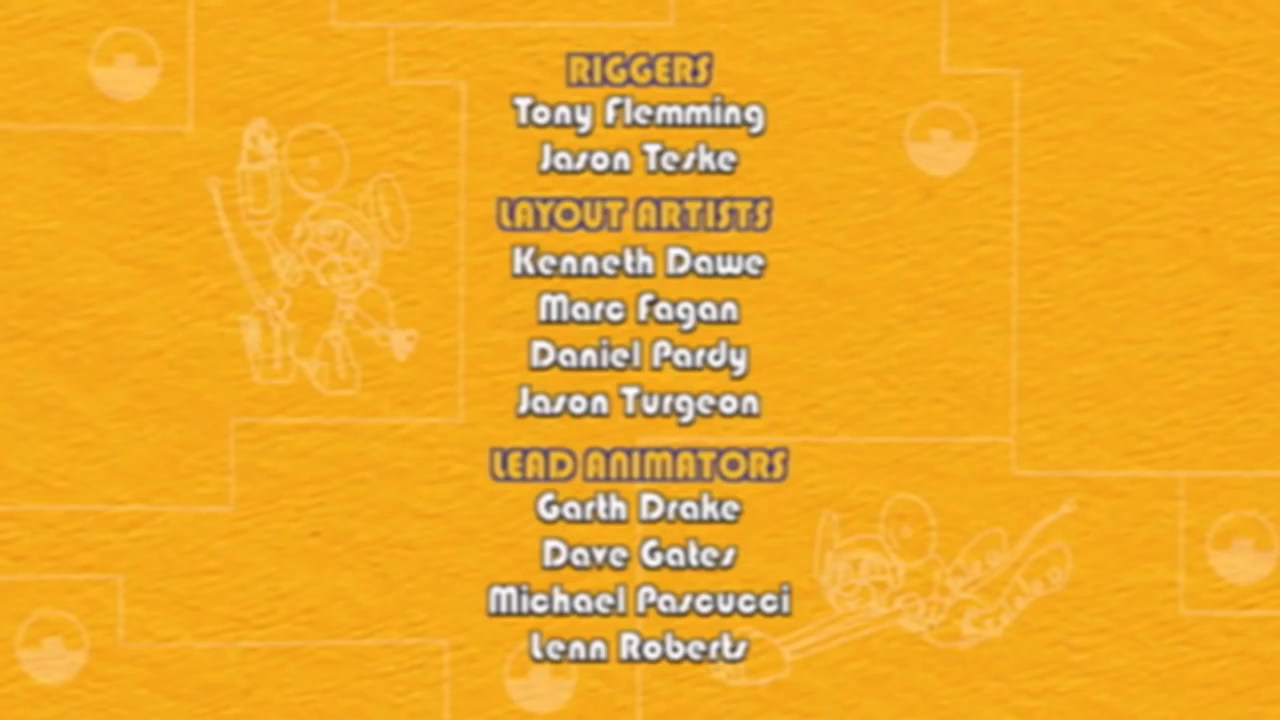 RIGGERS
Tony Flemming
Jason Teske
LAYOUT ARTISTS
Kenneth Dawe
Marc Fagan
Daniel Pardy
Jason Turgeon
LEAD ANIMATORS
Garth Drake
Dave Gates
Michael Pascucci
Lenn Roberts